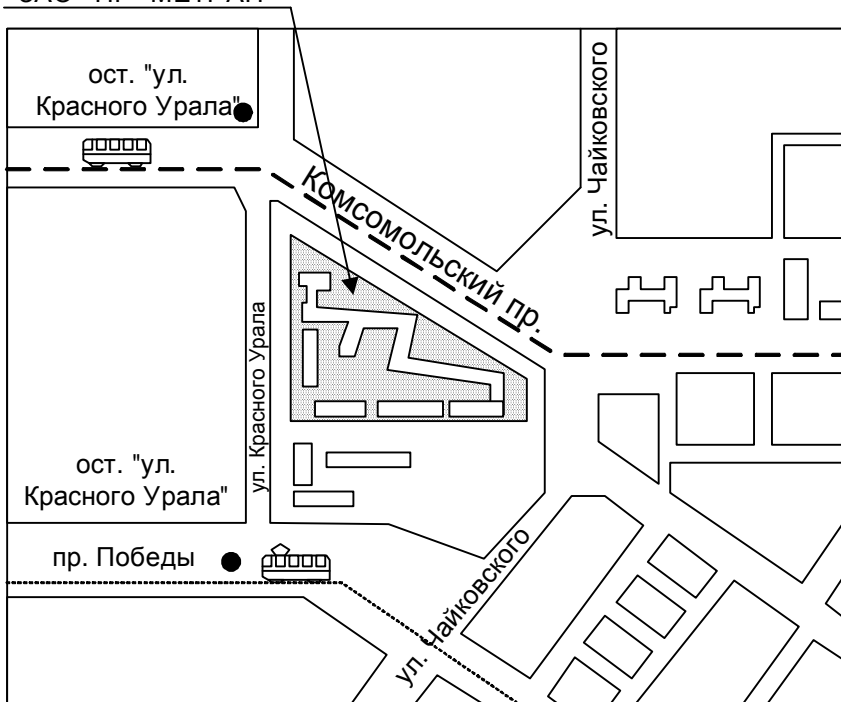 ост. "ул.
Красного Урала"
ул. Чайковского
Комсомольский пр.
ул. Красного Урала
ост. "ул.
Красного Урала"
пр. Победы
ул. Чайковского